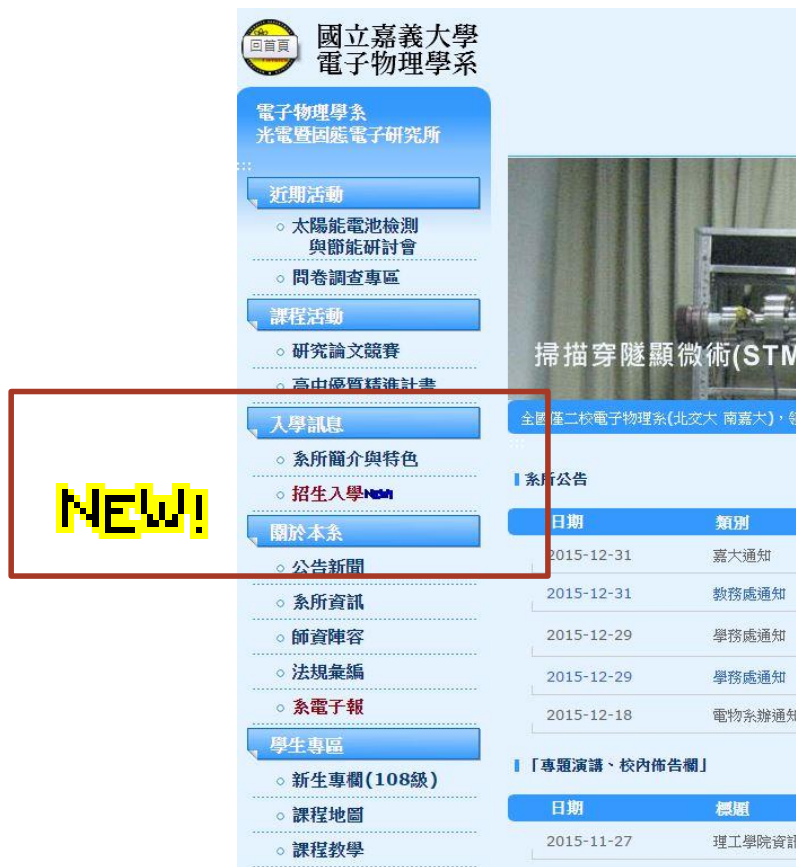 回首頁
國立嘉義大學
電子物理學系
電子物理學系
光電暨固態電子研究所
近期活動
太陽能電池檢測
與節能研討會
問卷調查專區
課程活動
研究論文競賽
高中優質精進計畫
入學訊息
系所簡介與特色
招生入學NEW!
關於本系
公告新聞
系所資訊
師資陣容
法規彙編
系電子報
學生專區
新生專欄(108級)
課程地圖
課程教學
NEW!
掃描穿隧顯微術(STM
全國僅二校電子物理系(北交大 南嘉大)，
系所公告
日期 類別
2015-12-31 嘉大通知
2015-12-31 教務處通知
2015-12-29 學務處通知
2015-12-29 學務處通知
2015-12-18 電物系辦通知
「專題演講、校內佈告欄」
日期 標題
2015-11-27 理工學院資訊